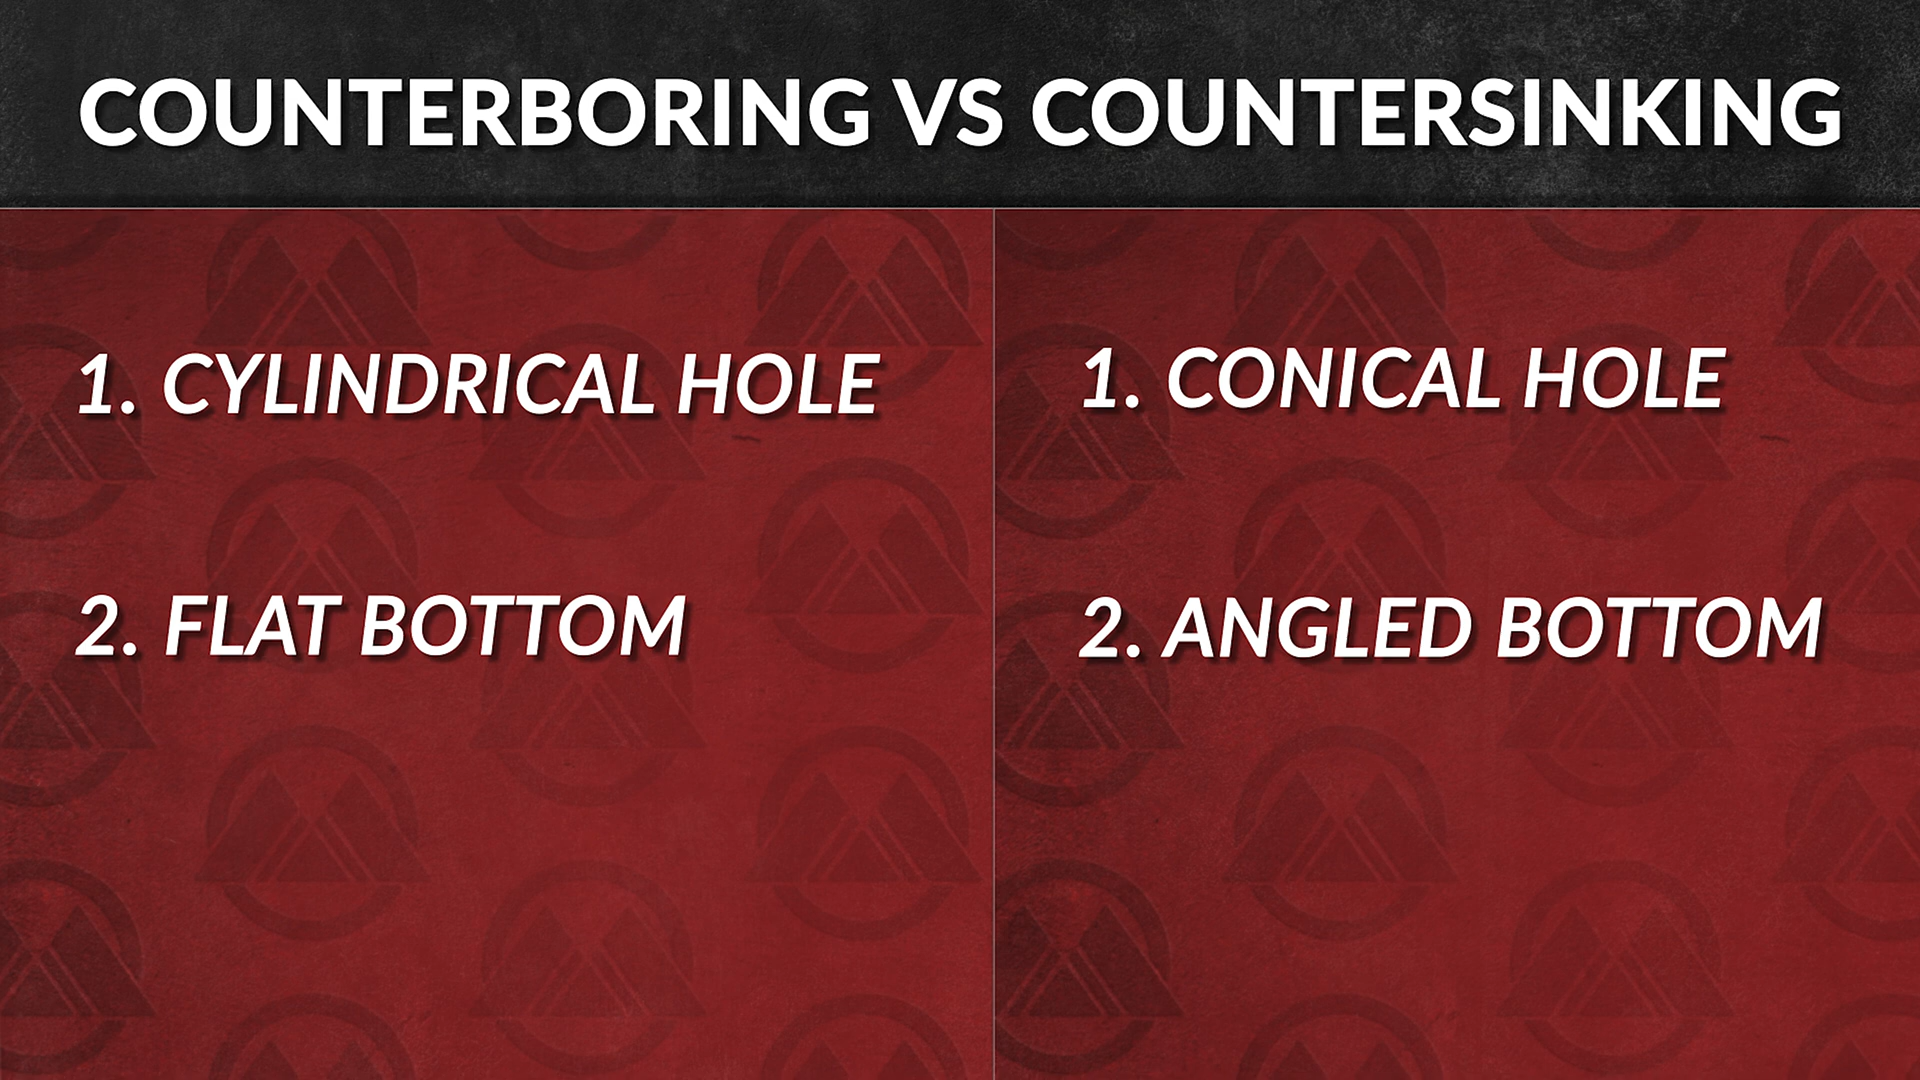 COUNTERBORING VS COUNTERSINKING
1. CYLINDRICAL HOLE
2. FLAT BOTTOM
1. CONICAL HOLE
2. ANGLED BOTTOM